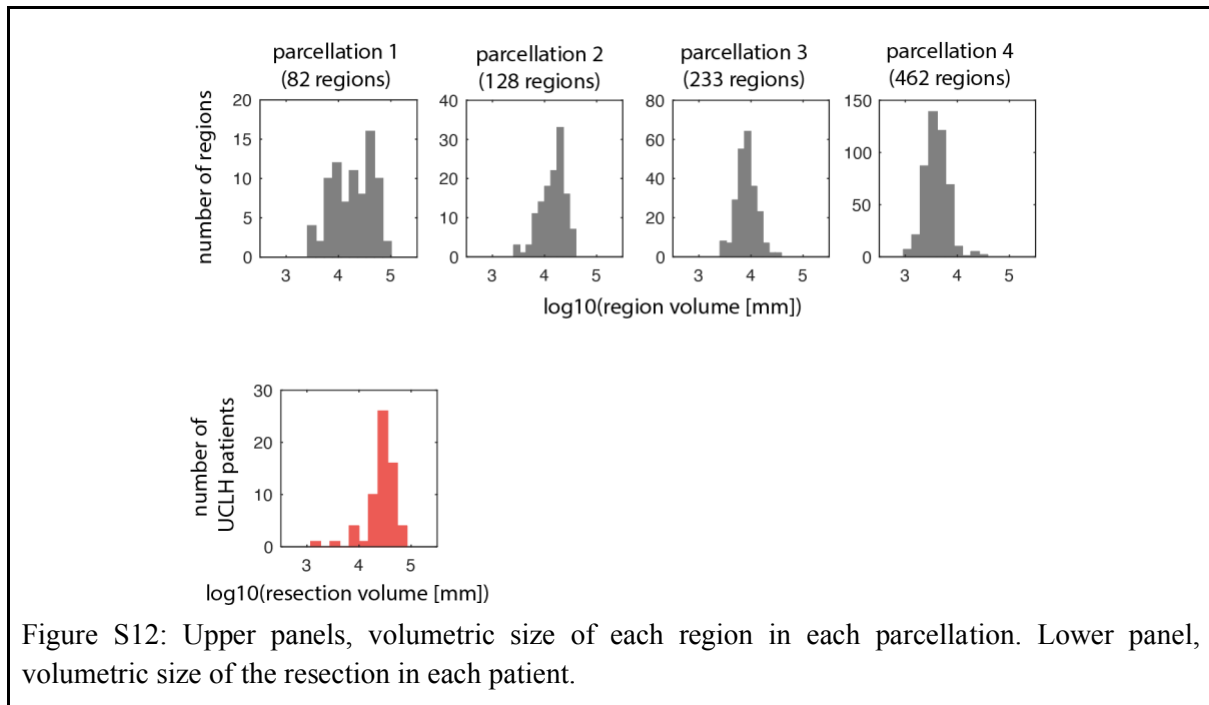 parcellation 1
(82 regions)
parcellation 2
(128 regions)
parcellation 3
(233 regions)
parcellation 4
(462 regions)
number of regions
20
15
10
5
0
3 4 5
40
30
20
10
0
3 4 5
80
60
40
20
0
3 4 5
150
100
50
0
3 4 5
log10(region volume [mm])
number of
UCLH patients
30
20
10
0
3 4 5
log10(resection volume [mm])
Figure S12: Upper panels, volumetric size of each region in each parcellation. Lower panel,
volumetric size of the resection in each patient.